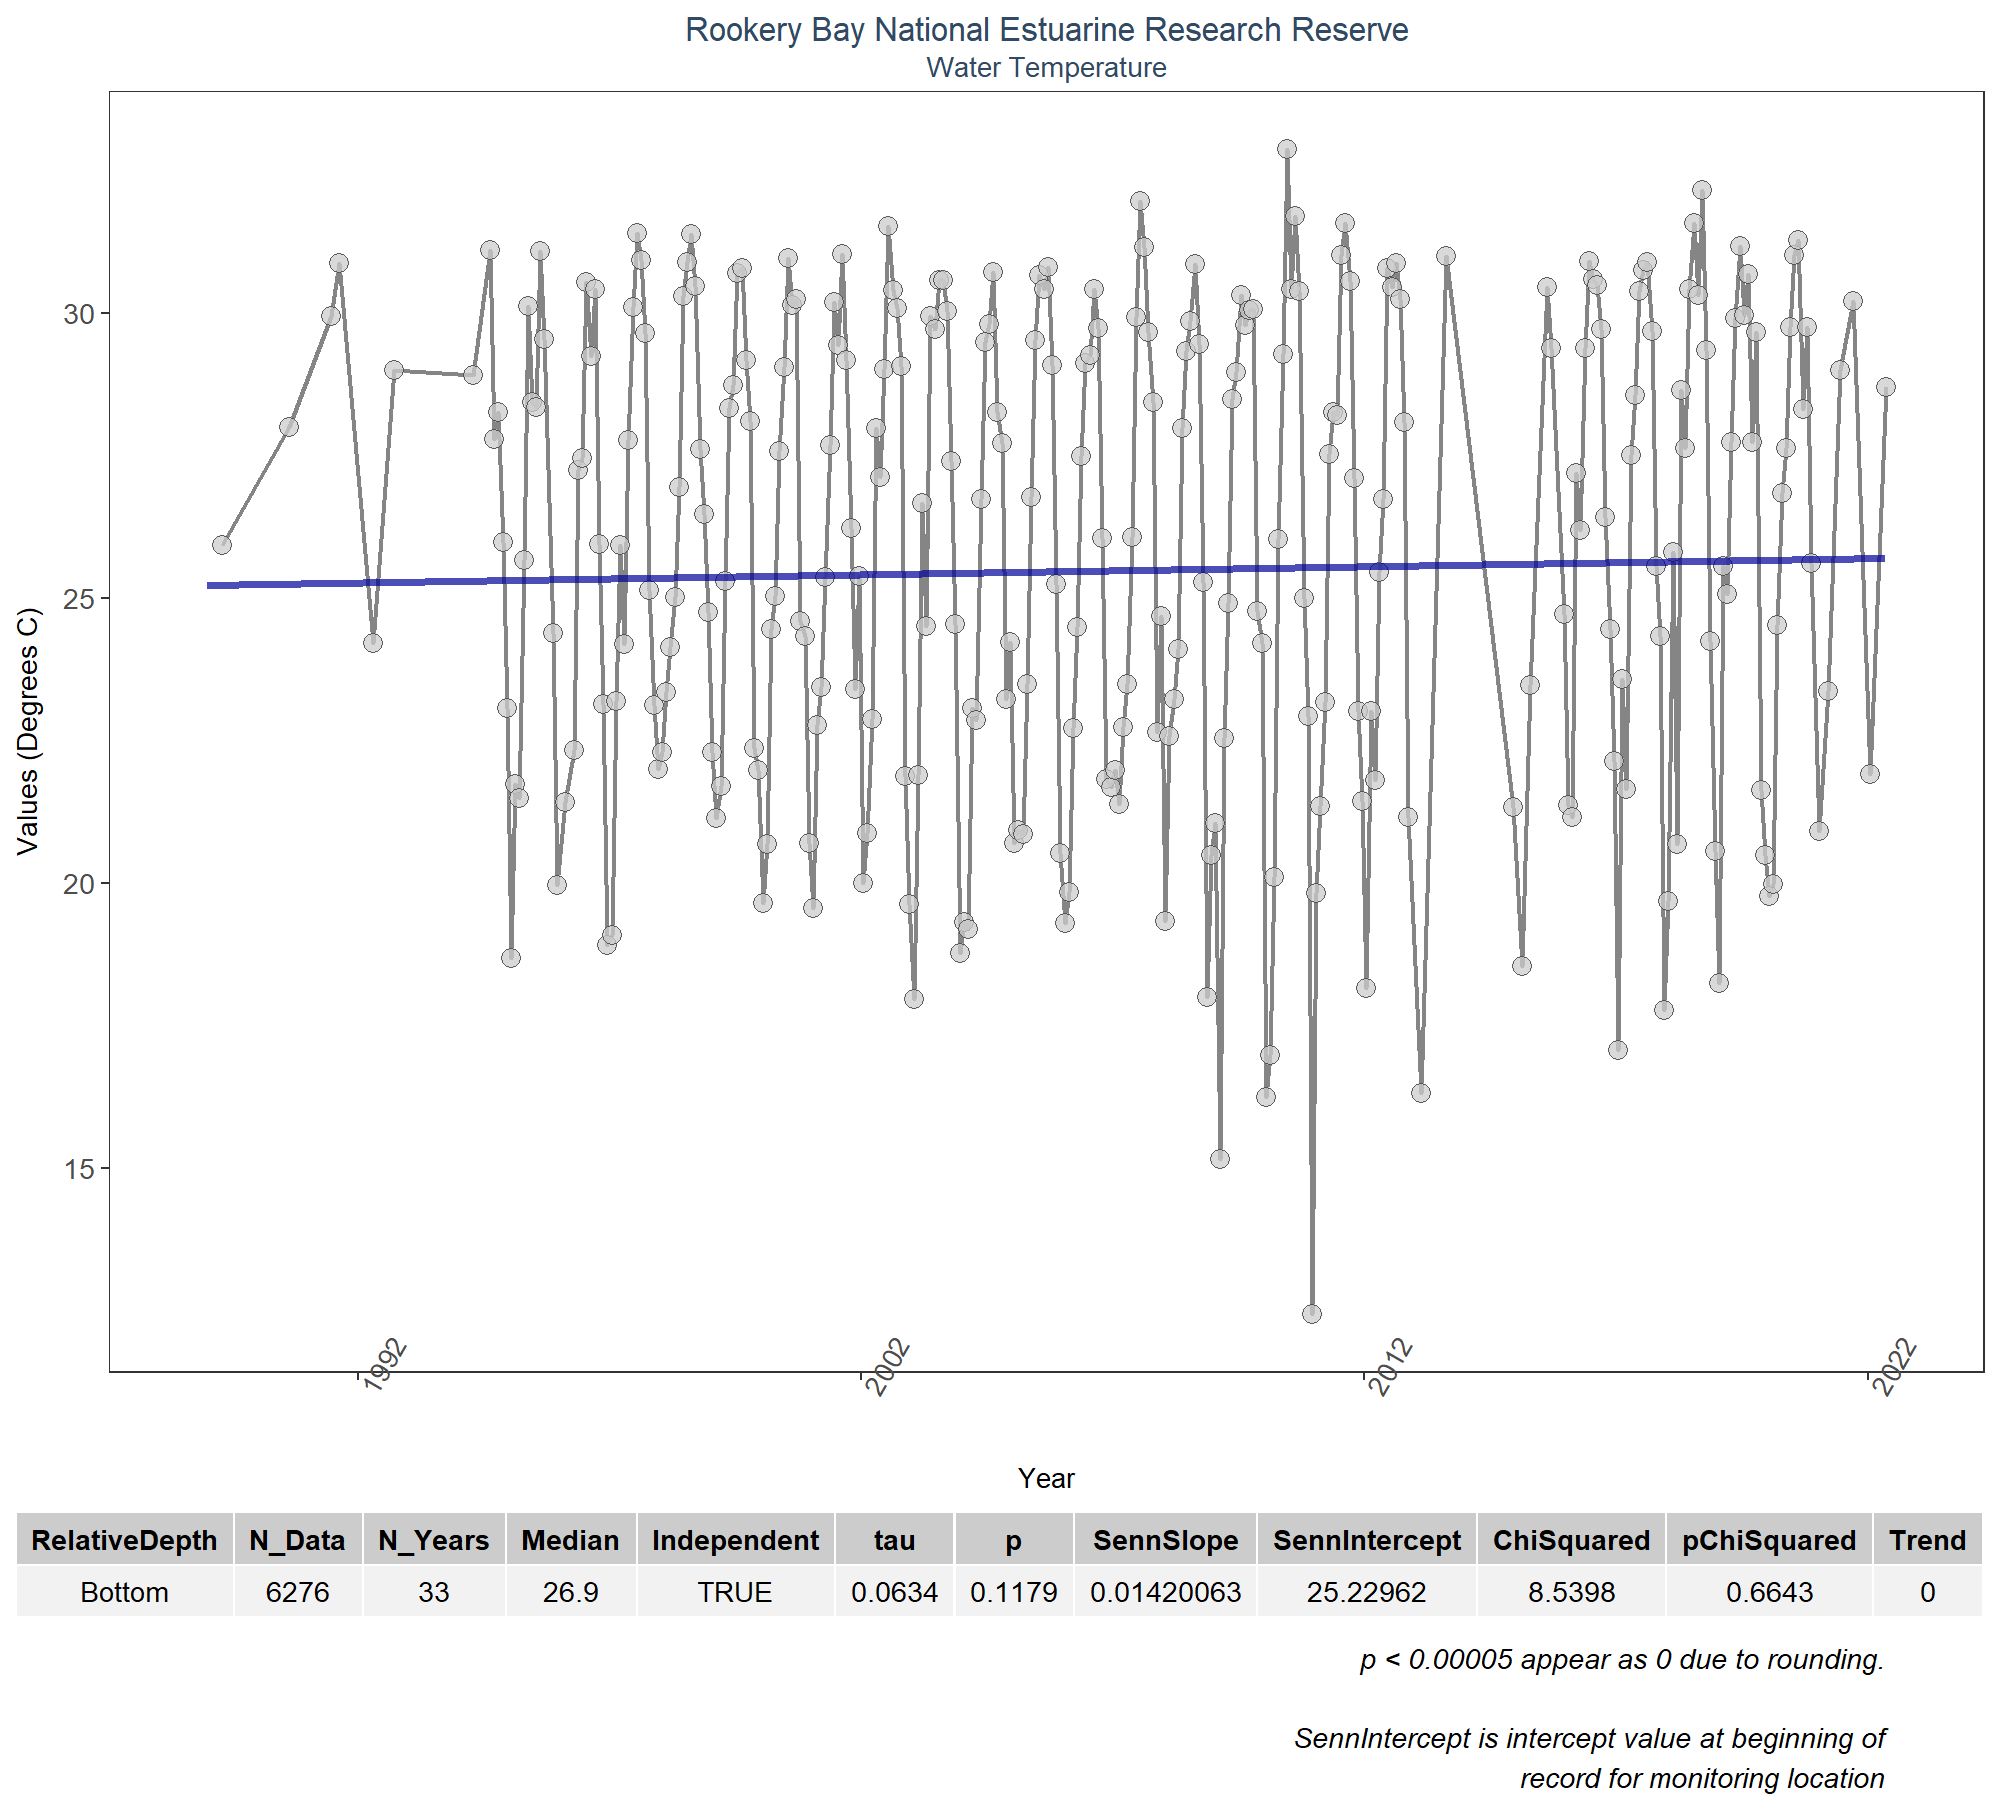 Rookery Bay National Estuarine Research Reserve
Water Temperature
Values (Degrees C)
30
25
20
15
1992
2002
2012
2022
Year
RelativeDepth N_Data N_Years Median Independent tau p SennSlope SennIntercept ChiSquared pChiSquared Trend
Bottom 6276 33 26.9 TRUE 0.0634 0.1179 0.01420063 25.22962 8.5398 0.6643 0
p < 0.00005 appear as 0 due to rounding.
SennIntercept is intercept value at beginning of
record for monitoring location